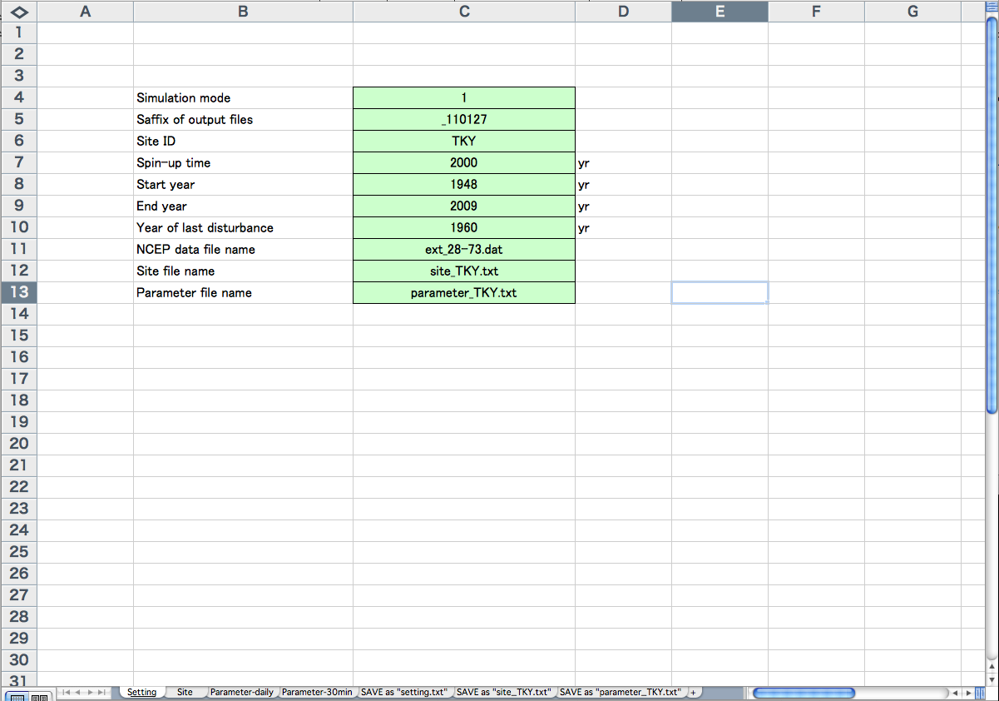 A B C D E F G
1
2
3
4 Simulation mode 1
5 Saffix of output files _110127
6 Site ID TKY
7 Spin-up time 2000 yr
8 Start year 1948 yr
9 End year 2009 yr
10 Year of last disturbance 1960 yr
11 NCEP data file name ext_28-73.dat
12 Site file name site_TKY.txt
13 Parameter file name parameter_TKY.txt
14
15
16
17
18
19
20
21
22
23
24
25
26
27
28
29
30
31
Setting Site Parameter-daily Parameter-30min SAVE as "setting.txt" SAVE as "site_TKY.txt" SAVE as "parameter_TKY.txt" +